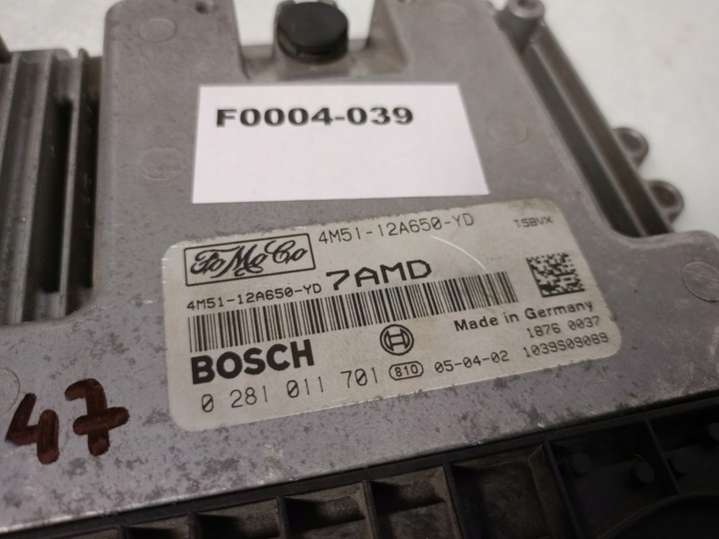 F0004-039
FoMoCo
4M51-12A650-YD
TSBVX
4M51-12A650-YD 7AMD
BOSCH
Made in Germany
1876 0037
0 281 011 701 810 05-04-02 1039S09089
47